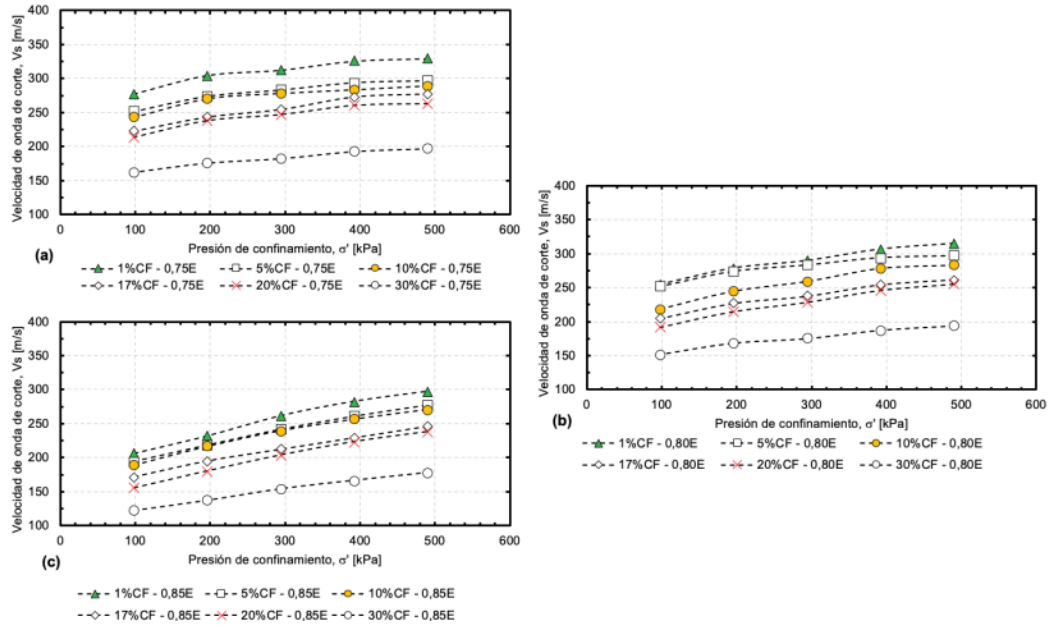 400
350
300
250
200
150
100
Velocidad de onda de corte, Vs [m/s]
0 100 200 300 400 500 600
Presión de confinamiento, σ' [kPa]
(a)
1%CF - 0,75E 5%CF - 0,75E 10%CF - 0,75E
17%CF - 0,75E 20%CF - 0,75E 30%CF - 0,75E
400
350
300
250
200
150
100
Velocidad de onda de corte, Vs [m/s]
0 100 200 300 400 500 600
Presión de confinamiento, σ' [kPa]
(b)
1%CF - 0,80E 5%CF - 0,80E 10%CF - 0,80E
17%CF - 0,80E 20%CF - 0,80E 30%CF - 0,80E
400
350
300
250
200
150
100
Velocidad de onda de corte, Vs [m/s]
0 100 200 300 400 500 600
Presión de confinamiento, σ' [kPa]
(c)
1%CF - 0,85E 5%CF - 0,85E 10%CF - 0,85E
17%CF - 0,85E 20%CF - 0,85E 30%CF - 0,85E